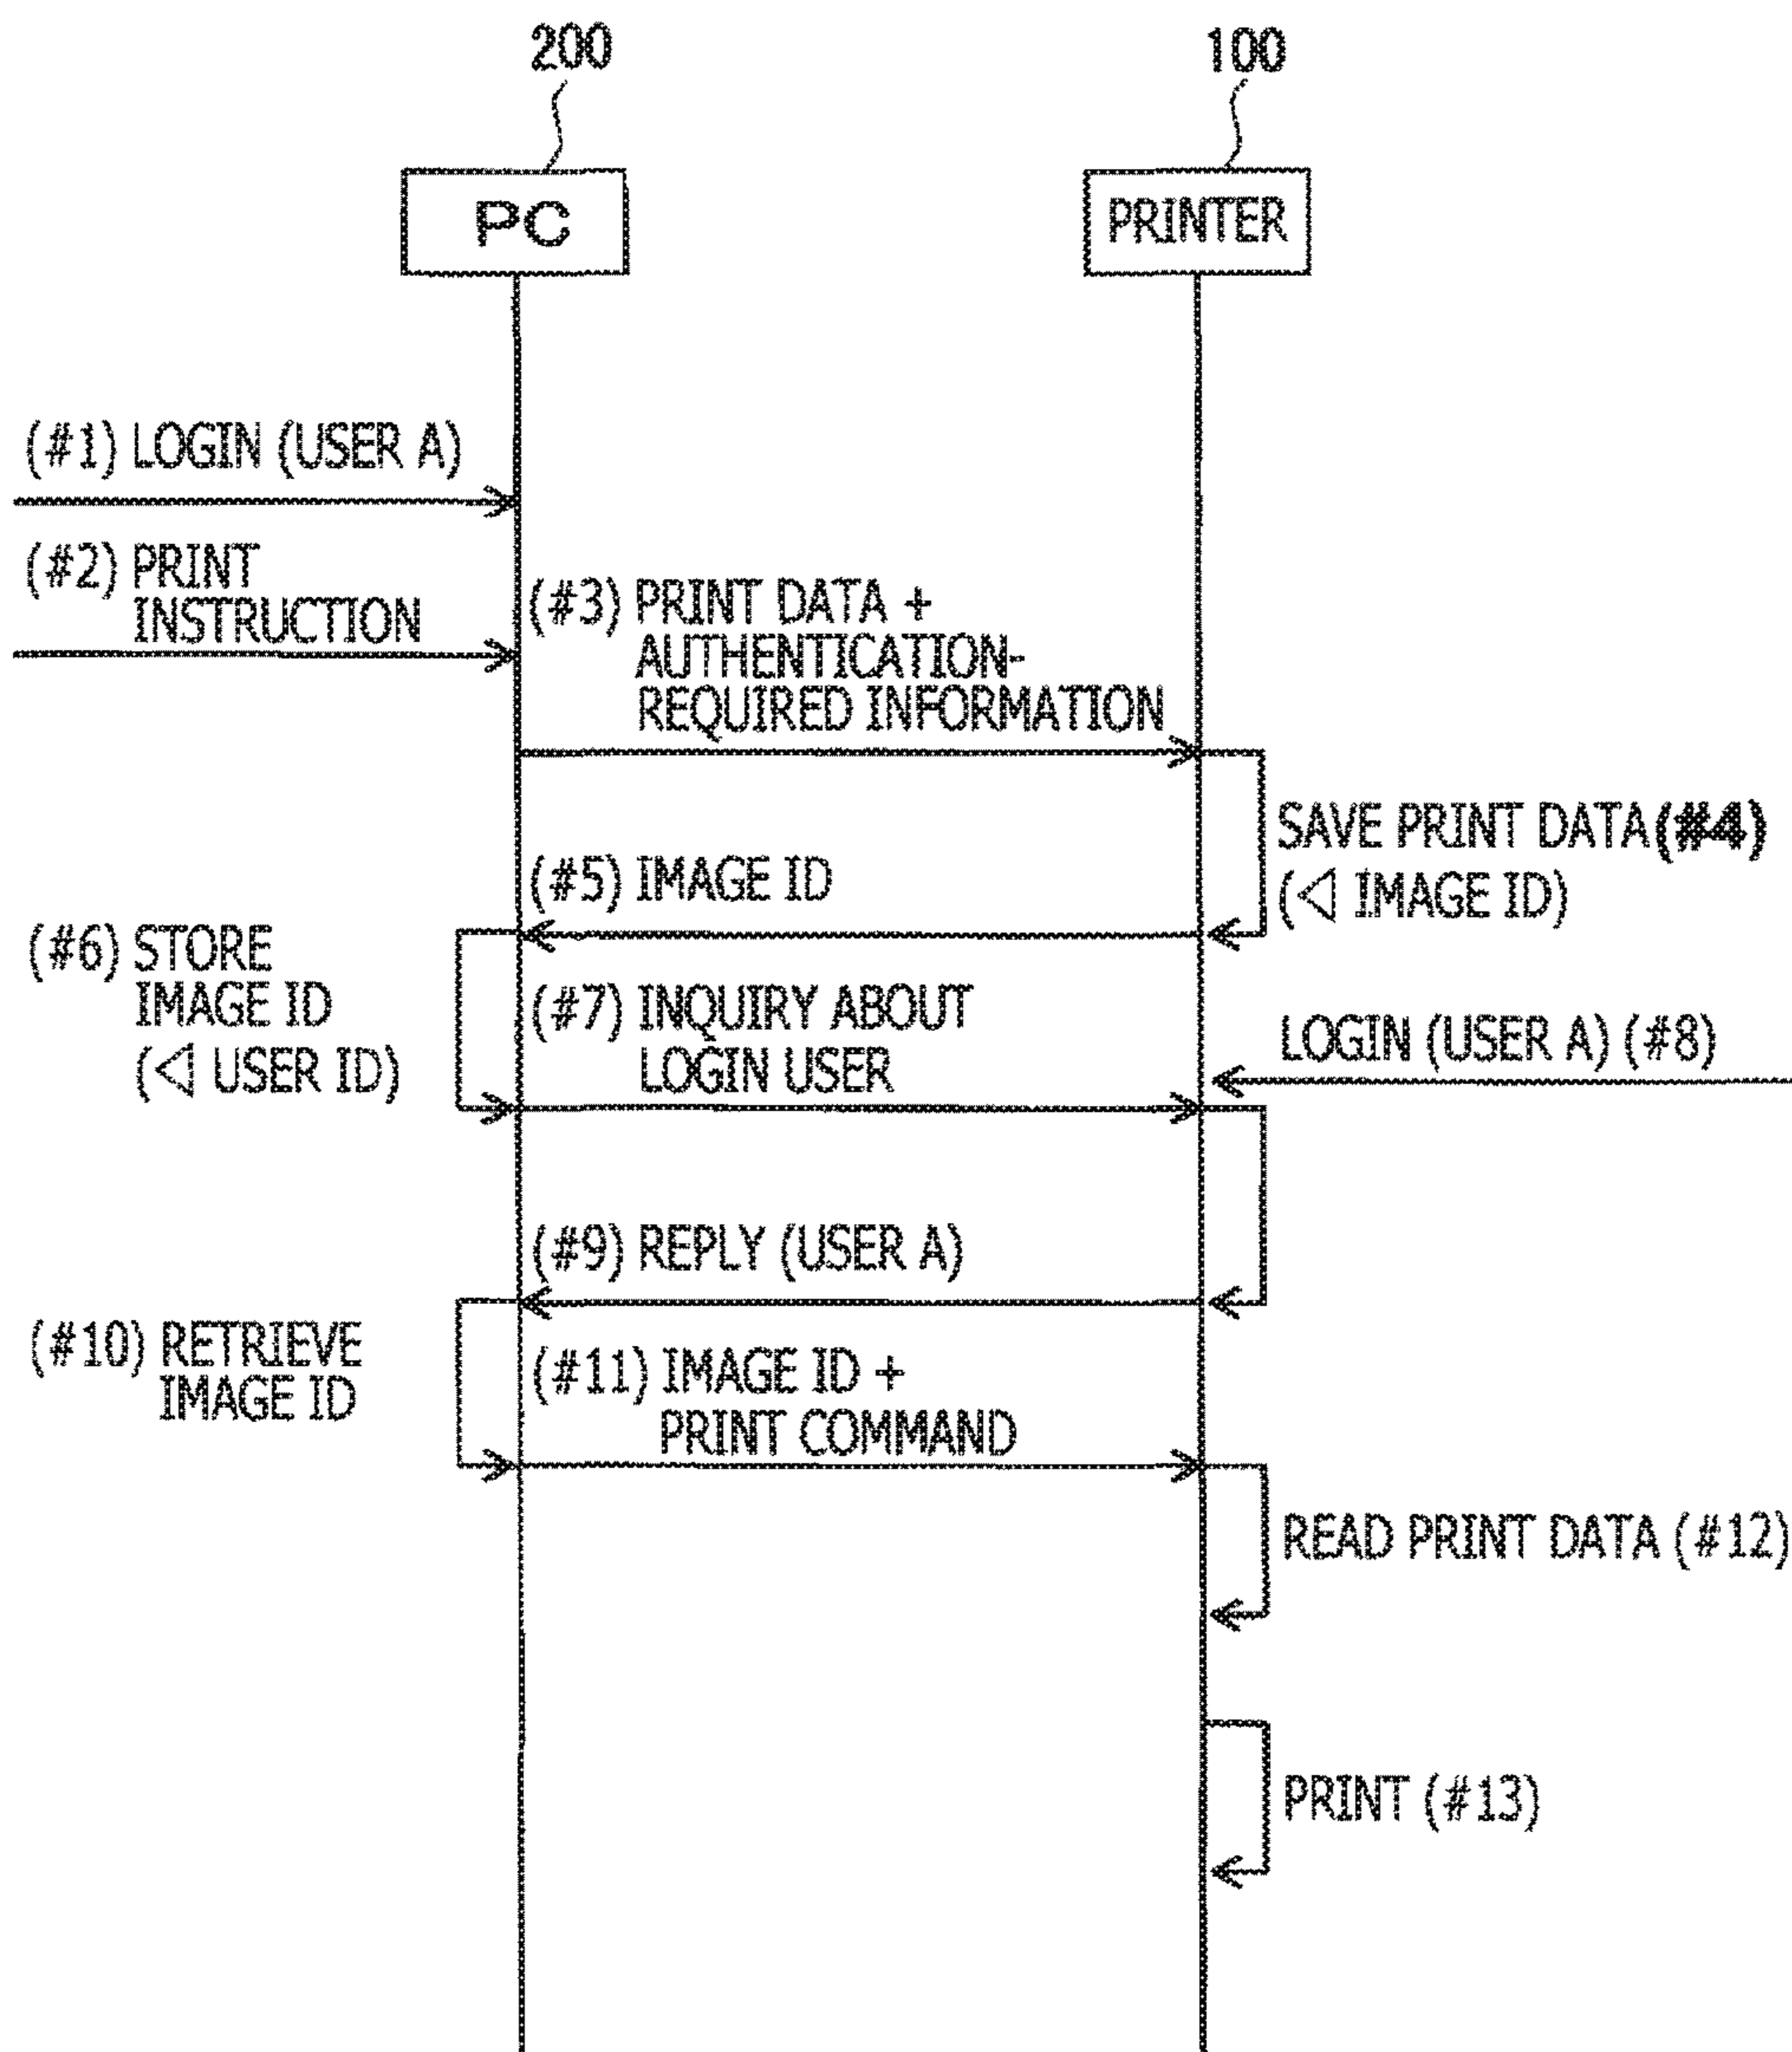 200
100
PC
PRINTER
(#1) LOGIN (USER A)
(#2) PRINT
INSTRUCTION
(#3) PRINT DATA +
AUTHENTICATION-
REQUIRED INFORMATION
SAVE PRINT DATA (#4)
(◁ IMAGE ID)
(#5) IMAGE ID
(#6) STORE
IMAGE ID
(◁ USER ID)
(#7) INQUIRY ABOUT
LOGIN USER
LOGIN (USER A) (#8)
(#9) REPLY (USER A)
(#10) RETRIEVE
IMAGE ID
(#11) IMAGE ID +
PRINT COMMAND
READ PRINT DATA (#12)
PRINT (#13)